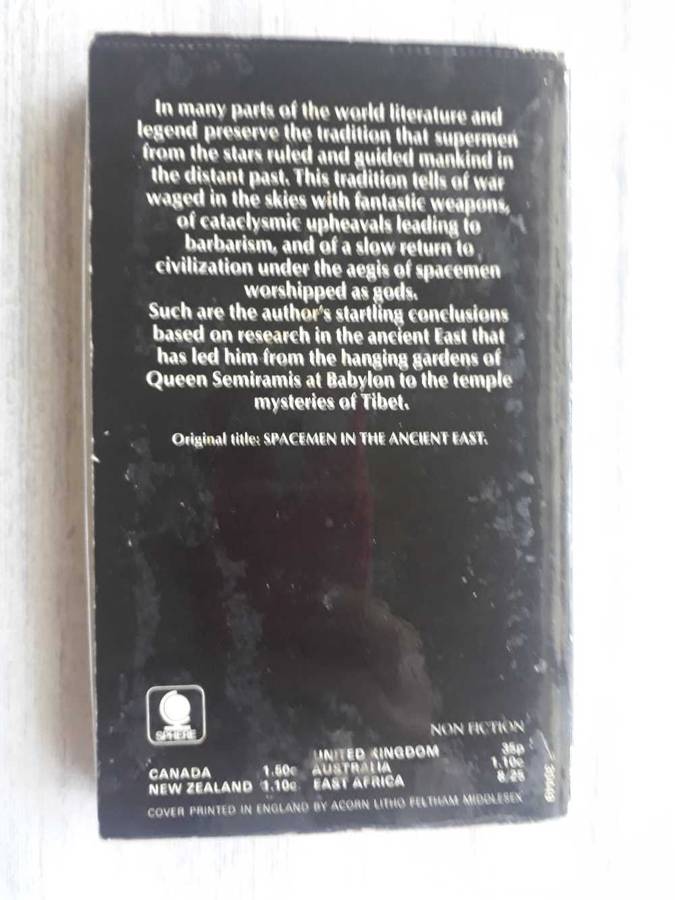 In many parts of the world literature and
legend preserve the tradition that supermen
from the stars ruled and guided mankind in
the distant past. This tradition tells of war
waged in the skies with fantastic weapons,
of cataclysmic upheavals leading to
barbarism, and of a slow return to
civilization under the aegis of spacemen
worshipped as gods.
Such are the author's startling conclusions
based on research in the ancient East that
has led him from the hanging gardens of
Queen Semiramis at Babylon to the temple
mysteries of Tibet.
Original title: SPACEMEN IN THE ANCIENT EAST.
SPHERE
NON FICTION
UNITED KINGDOM 35p
CANADA 1.50c AUSTRALIA 1.10c
NEW ZEALAND 1.10c EAST AFRICA 8/25
COVER PRINTED IN ENGLAND BY ACORN LITHO FELTHAM MIDDLESEX